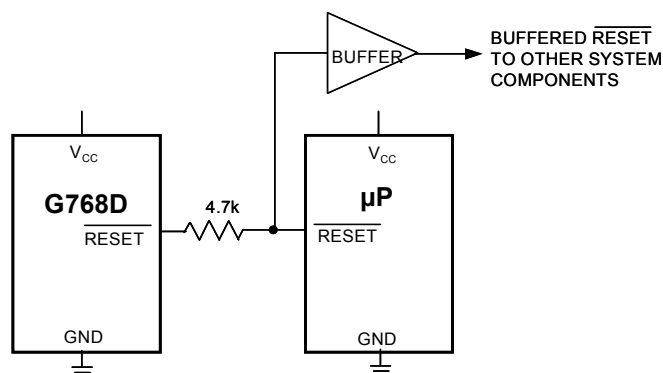 BUFFER
BUFFERED RESET
TO OTHER SYSTEM
COMPONENTS
VCC
G768D
RESET
GND
4.7k
VCC
µP
RESET
GND